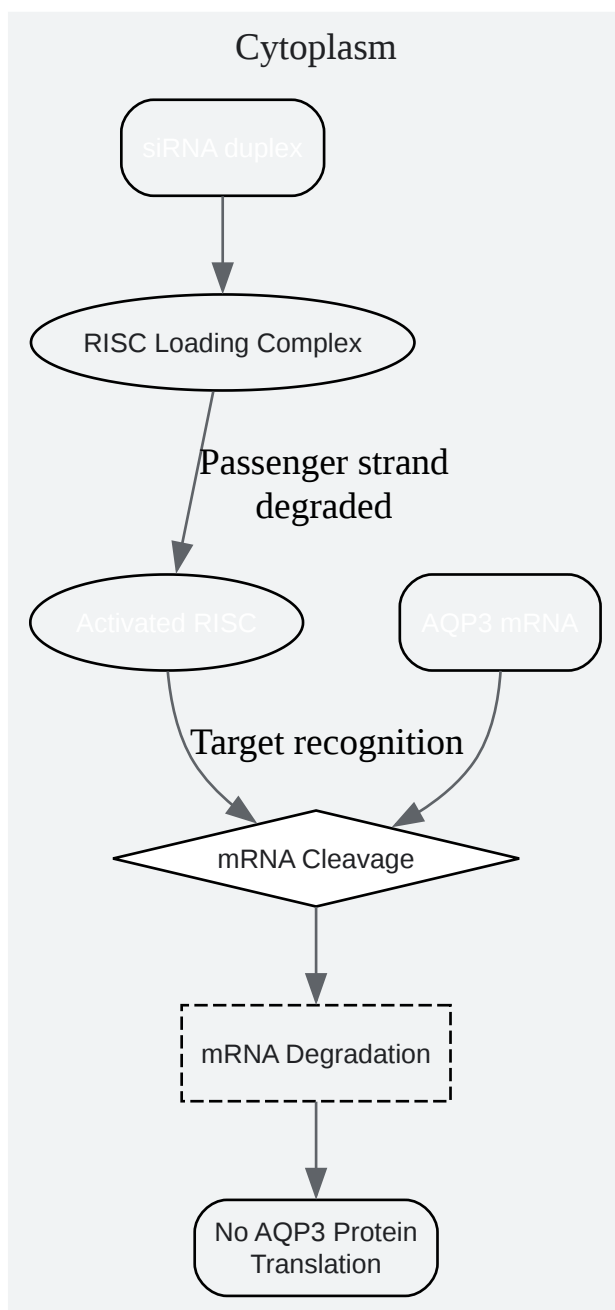 Cytoplasm
siRNA duplex
RISC Loading Complex
Passenger strand
degraded
Activated RISC
AQP3 mRNA
Target recognition
mRNA Cleavage
mRNA Degradation
No AQP3 Protein
Translation